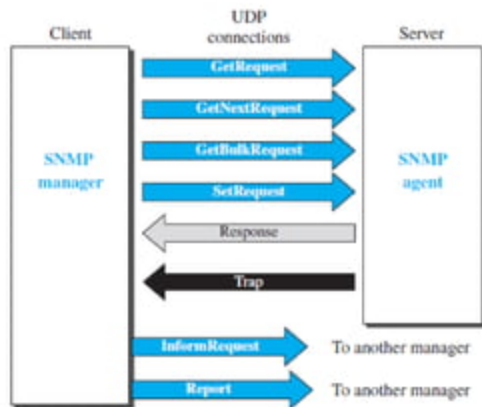 UDP
connections
Client
Server
GetRequest
GetNextRequest
GetBulkRequest
SNMP
manager
SNMP
agent
SetRequest
Response
Trap
InformRequest
To another manager
Report
To another manager